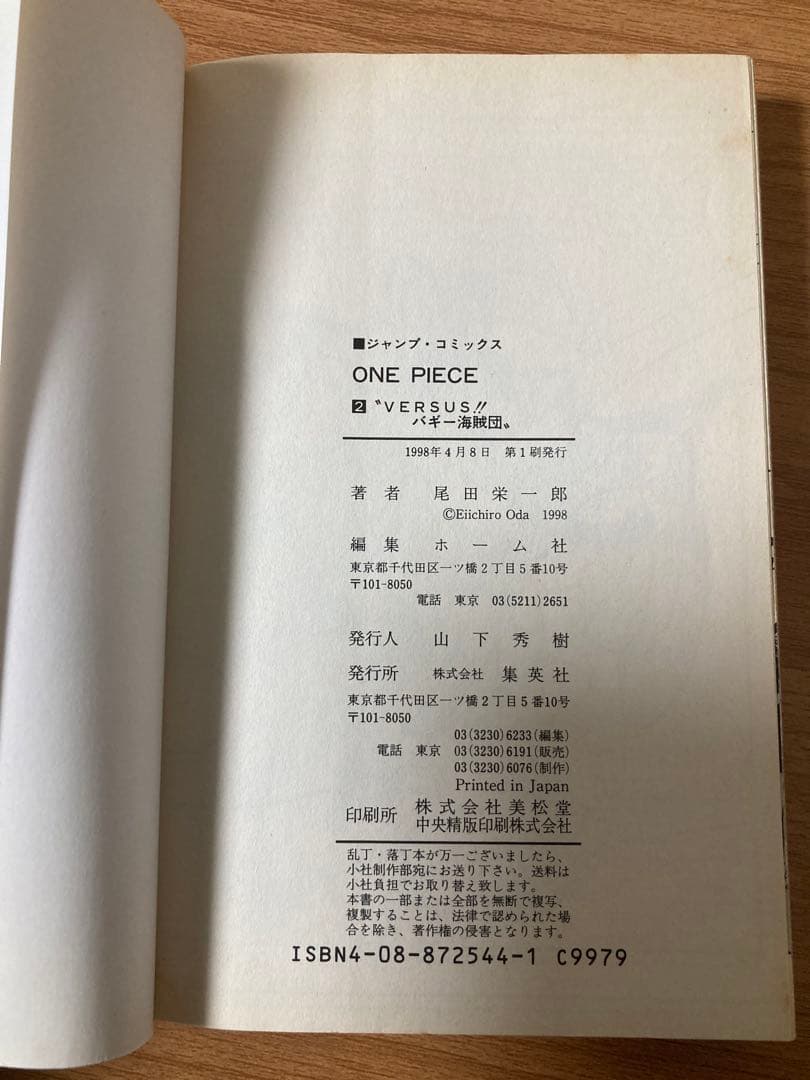 ■ジャンプ・コミックス
ONE PIECE
2 〝VERSUS!!
バギー海賊団〟
1998年4月8日 第1刷発行
著者 尾田栄一郎
©Eiichiro Oda 1998
編集 ホーム社
東京都千代田区一ツ橋2丁目5番10号
〒101-8050
電話 東京 03(5211)2651
発行人 山下秀樹
発行所 株式会社 集英社
東京都千代田区一ツ橋2丁目5番10号
〒101-8050
03(3230)6233(編集)
電話 東京 03(3230)6191(販売)
03(3230)6076(制作)
Printed in Japan
印刷所 株式会社美松堂
中央精版印刷株式会社
乱丁・落丁本が万一ございましたら、
小社制作部宛にお送り下さい。送料は
小社負担でお取り替え致します。
本書の一部または全部を無断で複写、
複製することは、法律で認められた場
合を除き、著作権の侵害となります。
ISBN4-08-872544-1 C9979